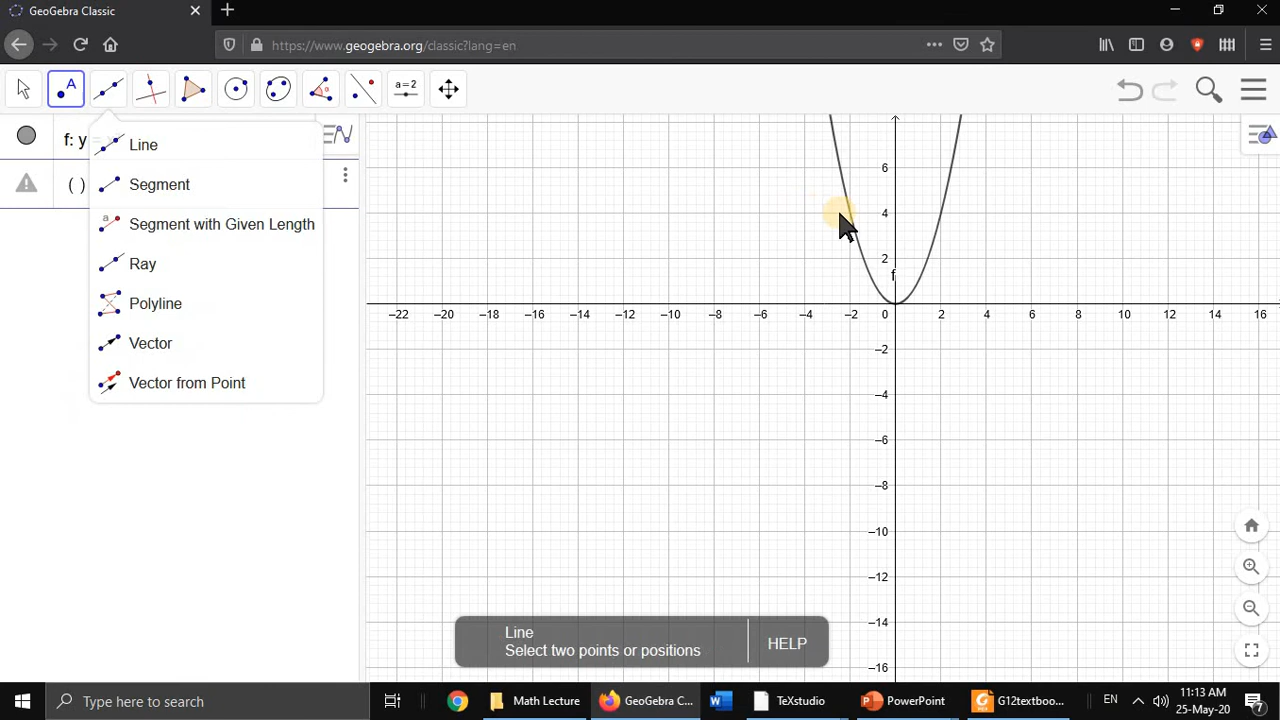 GeoGebra Classic
https://www.geogebra.org/classic?lang=en
A
α
a=2
f: y =
( )
a
Line
Segment
Segment with Given Length
Ray
Polyline
Vector
Vector from Point
f
6
4
2
–22 –20 –18 –16 –14 –12 –10 –8 –6 –4 –2 0 2 4 6 8 10 12 14 16
–2
–4
–6
–8
–10
–12
–14
–16
Line
Select two points or positions
HELP
Type here to search
Math Lecture
GeoGebra C...
TeXstudio
PowerPoint
G12textboo...
EN
11:13 AM
25-May-20
7